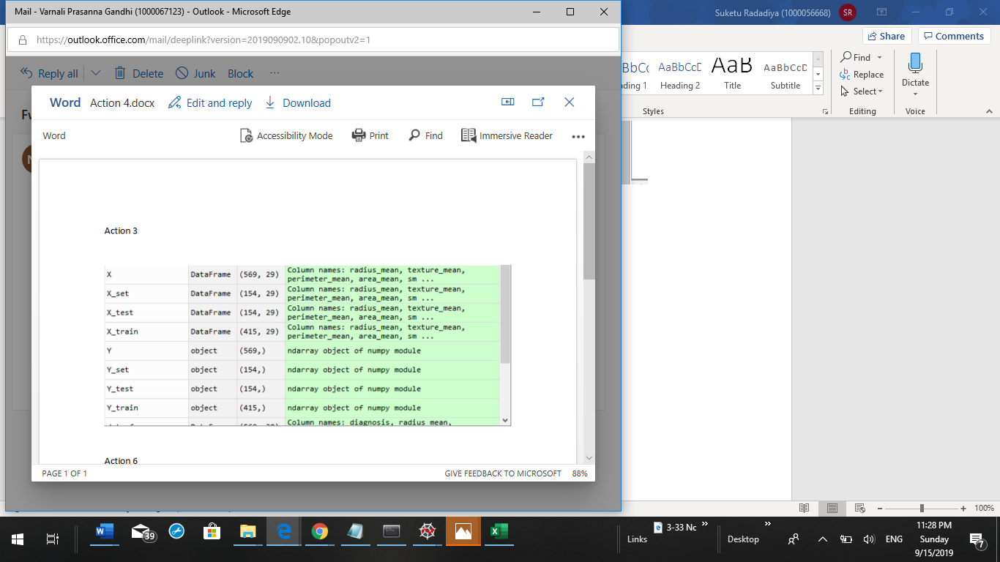 Mail - Varnali Prasanna Gandhi (1000067123) - Outlook - Microsoft Edge
Suketu Radadiya (1000056668) SR
https://outlook.office.com/mail/deeplink?version=2019090902.10&popoutv2=1
Share Comments
Reply all Delete Junk Block ...
AaBbCcD AaB AaBbCcD
Heading 2 Title Subtitle
Find
Replace
Select
Dictate
Styles Editing Voice
Word Action 4.docx Edit and reply Download
Word Accessibility Mode Print Find Immersive Reader ...
Action 3
X DataFrame (569, 29) Column names: radius_mean, texture_mean,
perimeter_mean, area_mean, sm ...
X_set DataFrame (154, 29) Column names: radius_mean, texture_mean,
perimeter_mean, area_mean, sm ...
X_test DataFrame (154, 29) Column names: radius_mean, texture_mean,
perimeter_mean, area_mean, sm ...
X_train DataFrame (415, 29) Column names: radius_mean, texture_mean,
perimeter_mean, area_mean, sm ...
Y object (569,) ndarray object of numpy module
Y_set object (154,) ndarray object of numpy module
Y_test object (154,) ndarray object of numpy module
Y_train object (415,) ndarray object of numpy module
Column names: diagnosis, radius_mean,
Action 6
PAGE 1 OF 1 GIVE FEEDBACK TO MICROSOFT 88%
100%
39
Links 3-33 Nc » Desktop » ENG
11:28 PM
Sunday
9/15/2019
7